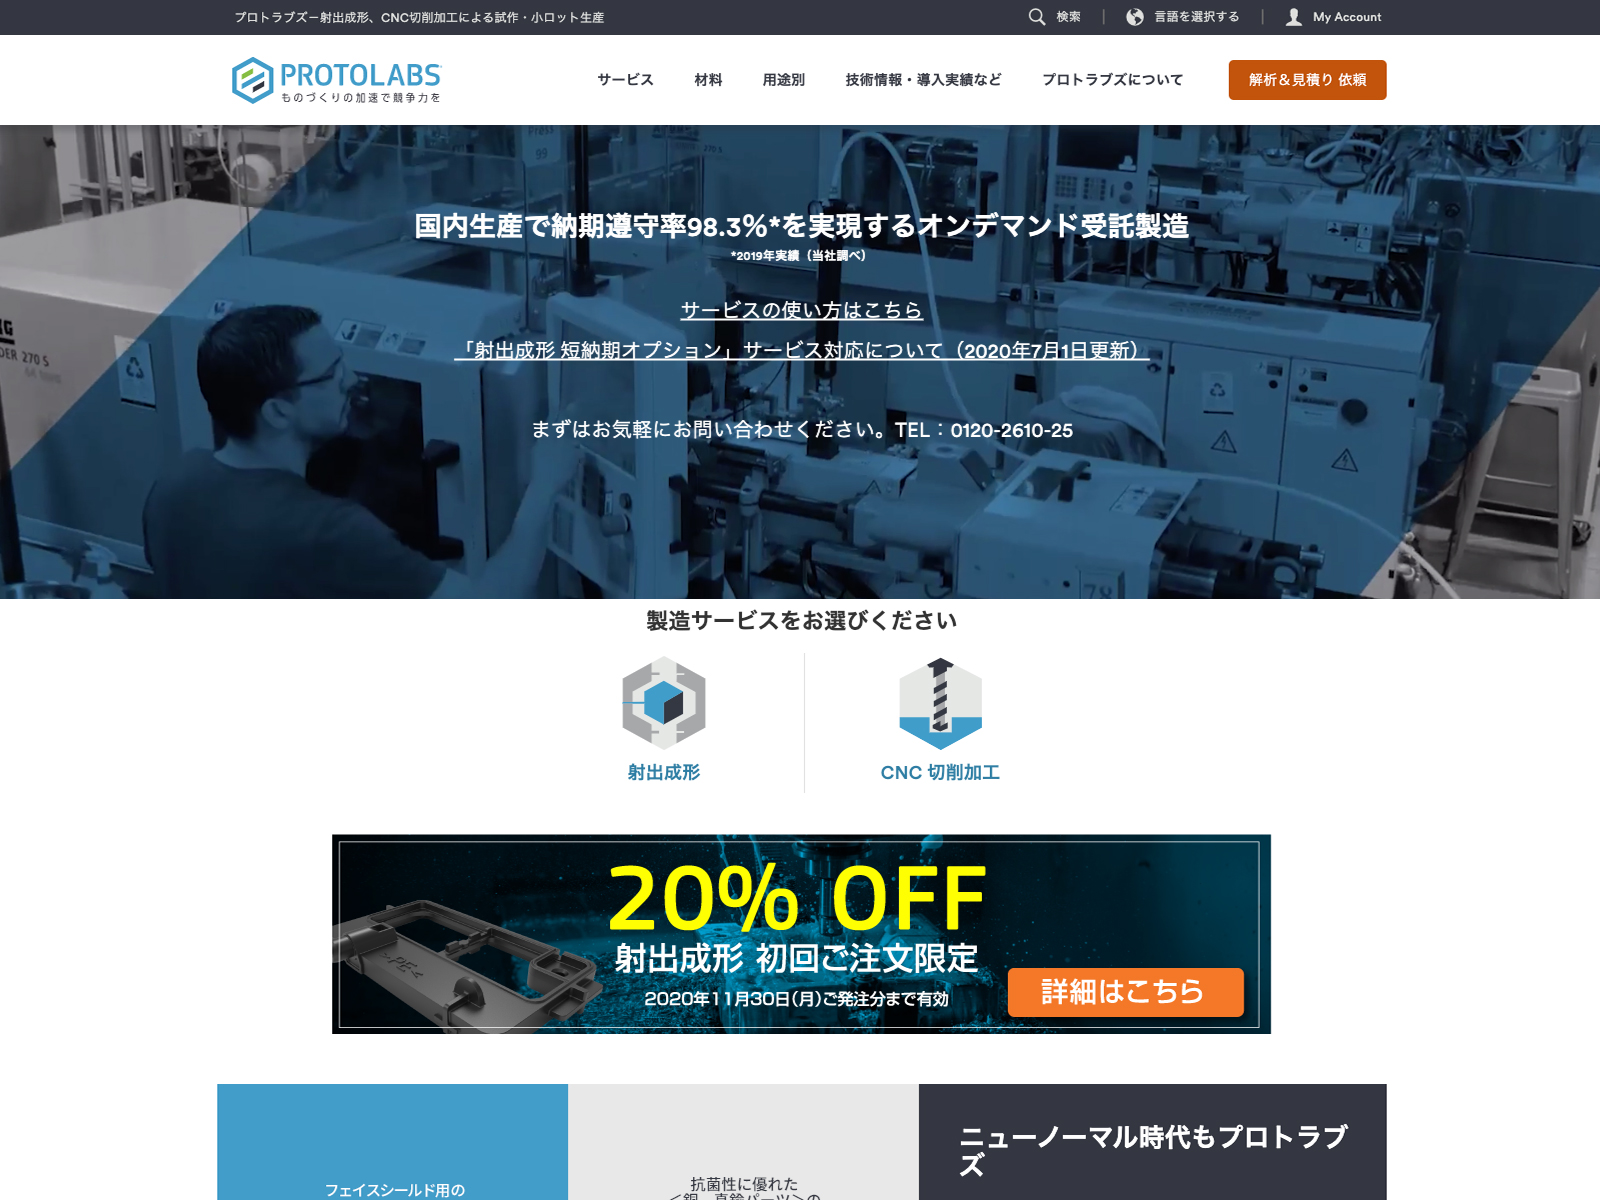 プロトラブズ－射出成形、CNC切削加工による試作・小ロット生産
検索
言語を選択する
My Account
PROTOLABS
ものづくりの加速で競争力を
サービス
材料
用途別
技術情報・導入実績など
プロトラブズについて
解析＆見積り 依頼
国内生産で納期遵守率98.3%*を実現するオンデマンド受託製造
*2019年実績（当社調べ）
サービスの使い方はこちら
「射出成形 短納期オプション」サービス対応について（2020年7月1日更新）
まずはお気軽にお問い合わせください。TEL：0120-2610-25
Press
99
270 S
DER 270 S
78
製造サービスをお選びください
射出成形
CNC 切削加工
20% OFF
射出成形 初回ご注文限定
2020年11月30日（月）ご発注分まで有効
詳細はこちら
>PC<
フェイスシールド用の
抗菌性に優れた
ニューノーマル時代もプロトラブ
ズ